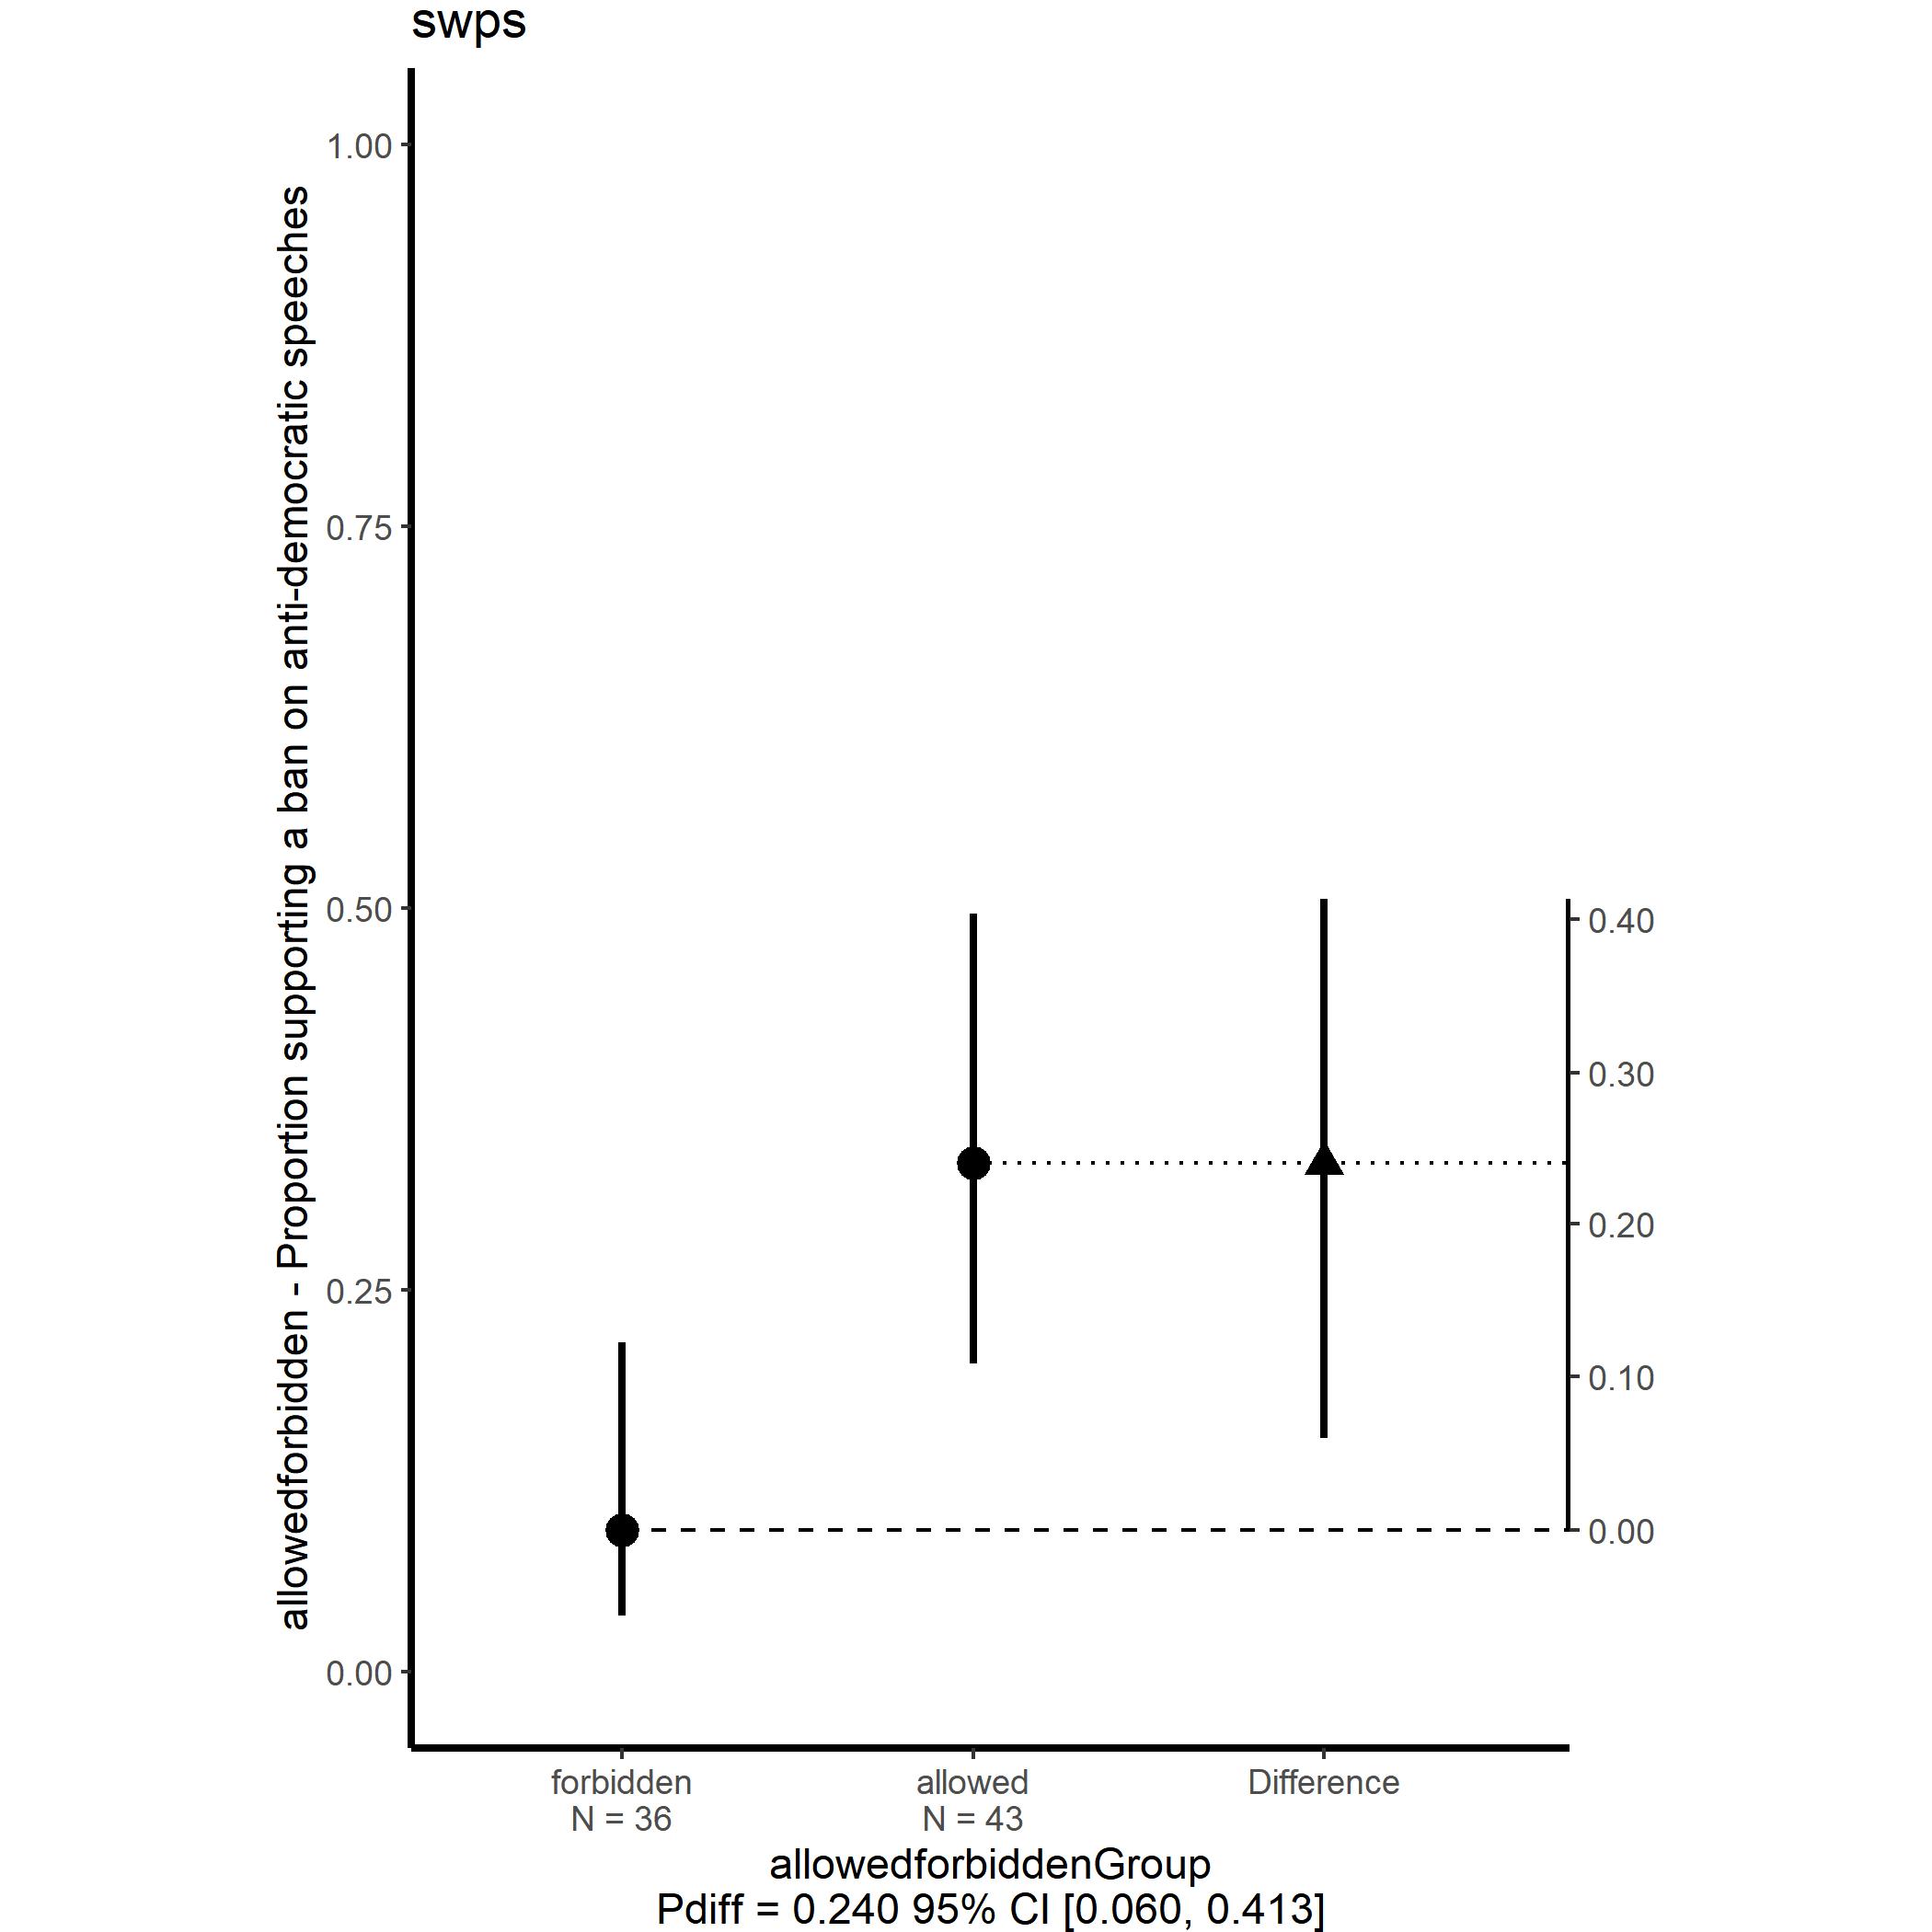 swps
allowedforbidden - Proportion supporting a ban on anti-democratic speeches
1.00
0.75
0.50
0.25
0.00
0.40
0.30
0.20
0.10
0.00
forbidden
N = 36
allowed
N = 43
Difference
allowedforbiddenGroup
Pdiff = 0.240 95% CI [0.060, 0.413]